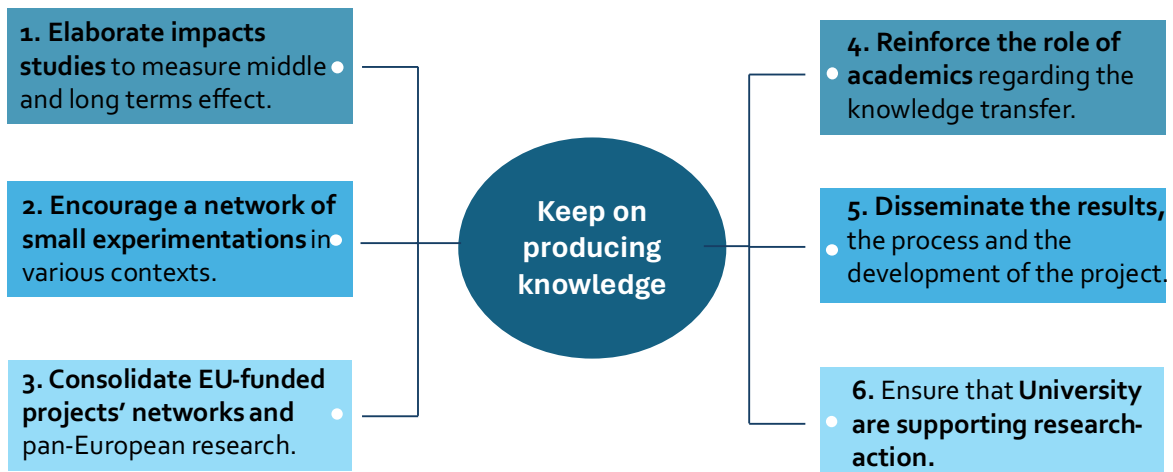 1. Elaborate impacts
studies to measure middle
and long terms effect.
2. Encourage a network of
small experimentations in
various contexts.
3. Consolidate EU-funded
projects’ networks and
pan-European research.
Keep on
producing
knowledge
4. Reinforce the role of
academics regarding the
knowledge transfer.
5. Disseminate the results,
the process and the
development of the project.
6. Ensure that University
are supporting research-
action.